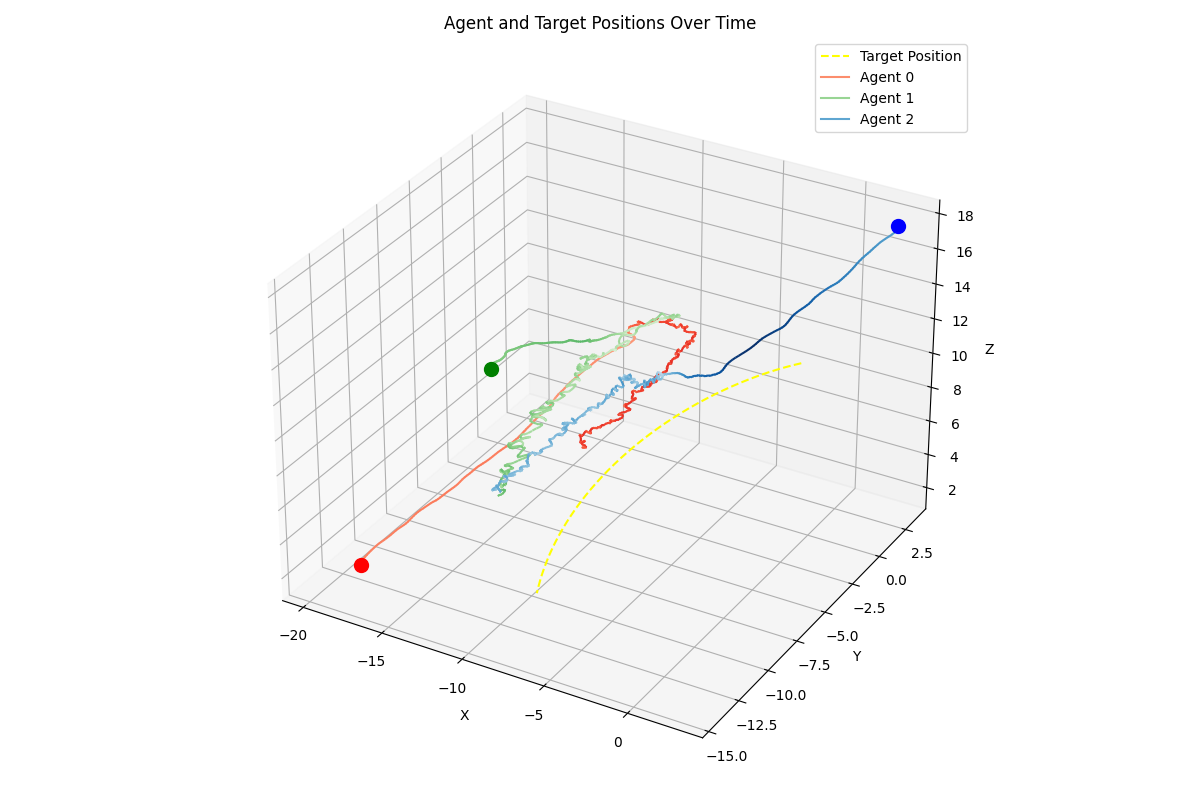 Agent and Target Positions Over Time
Target Position
Agent 0
Agent 1
Agent 2
18
16
14
12
10
8
6
4
2
Z
2.5
0.0
−2.5
−5.0
−7.5
−10.0
−12.5
−15.0
Y
−20
−15
−10
−5
0
X